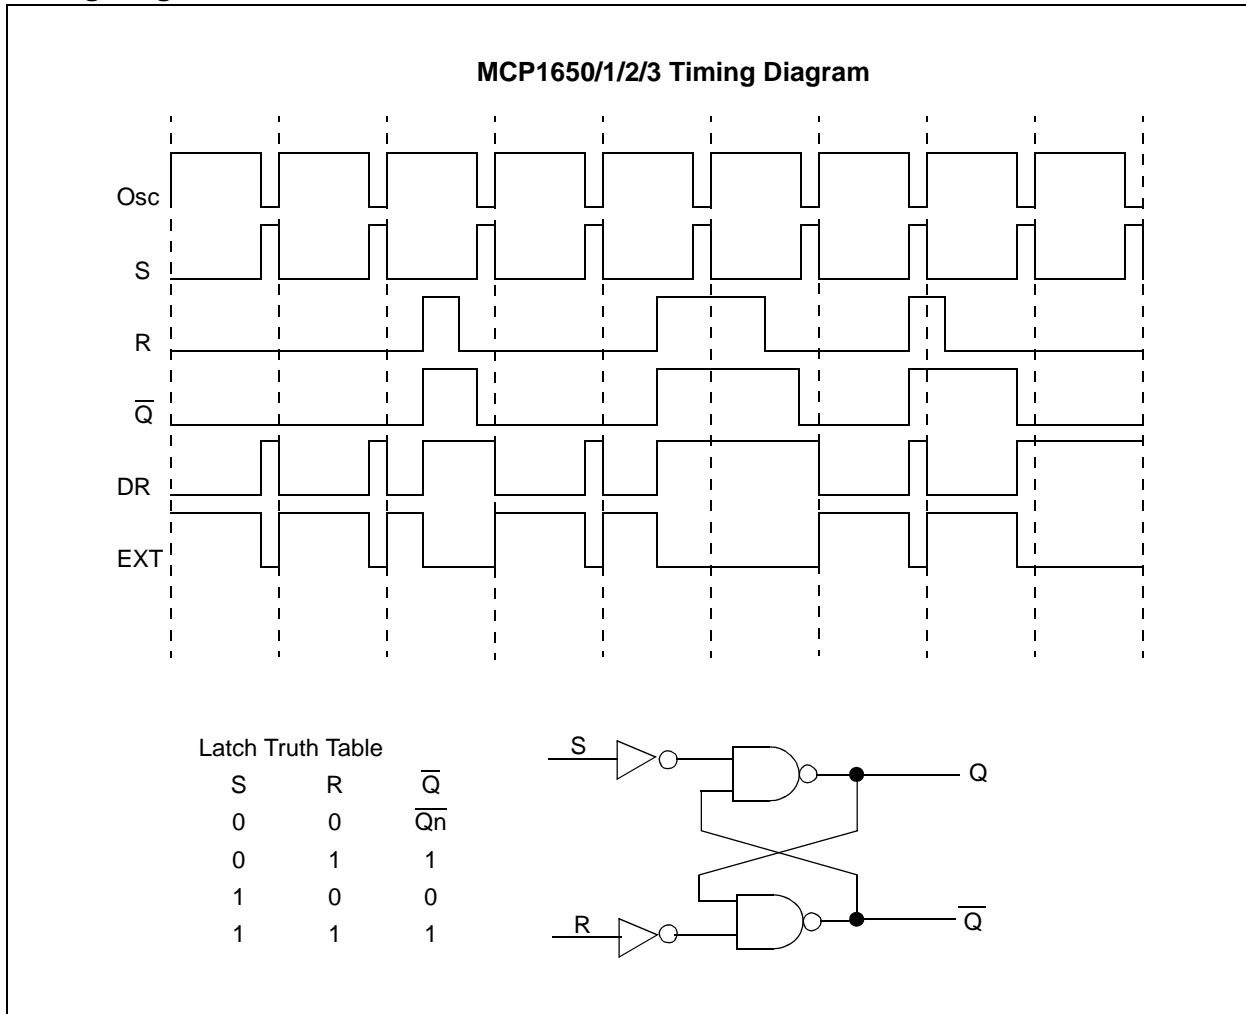 MCP1650/1/2/3 Timing Diagram
Osc
S
R
Q̅
DR
EXT
Latch Truth Table
S R Q̅
0 0 Q̅n̅
0 1 1
1 0 0
1 1 1
S
Q
R
Q̅